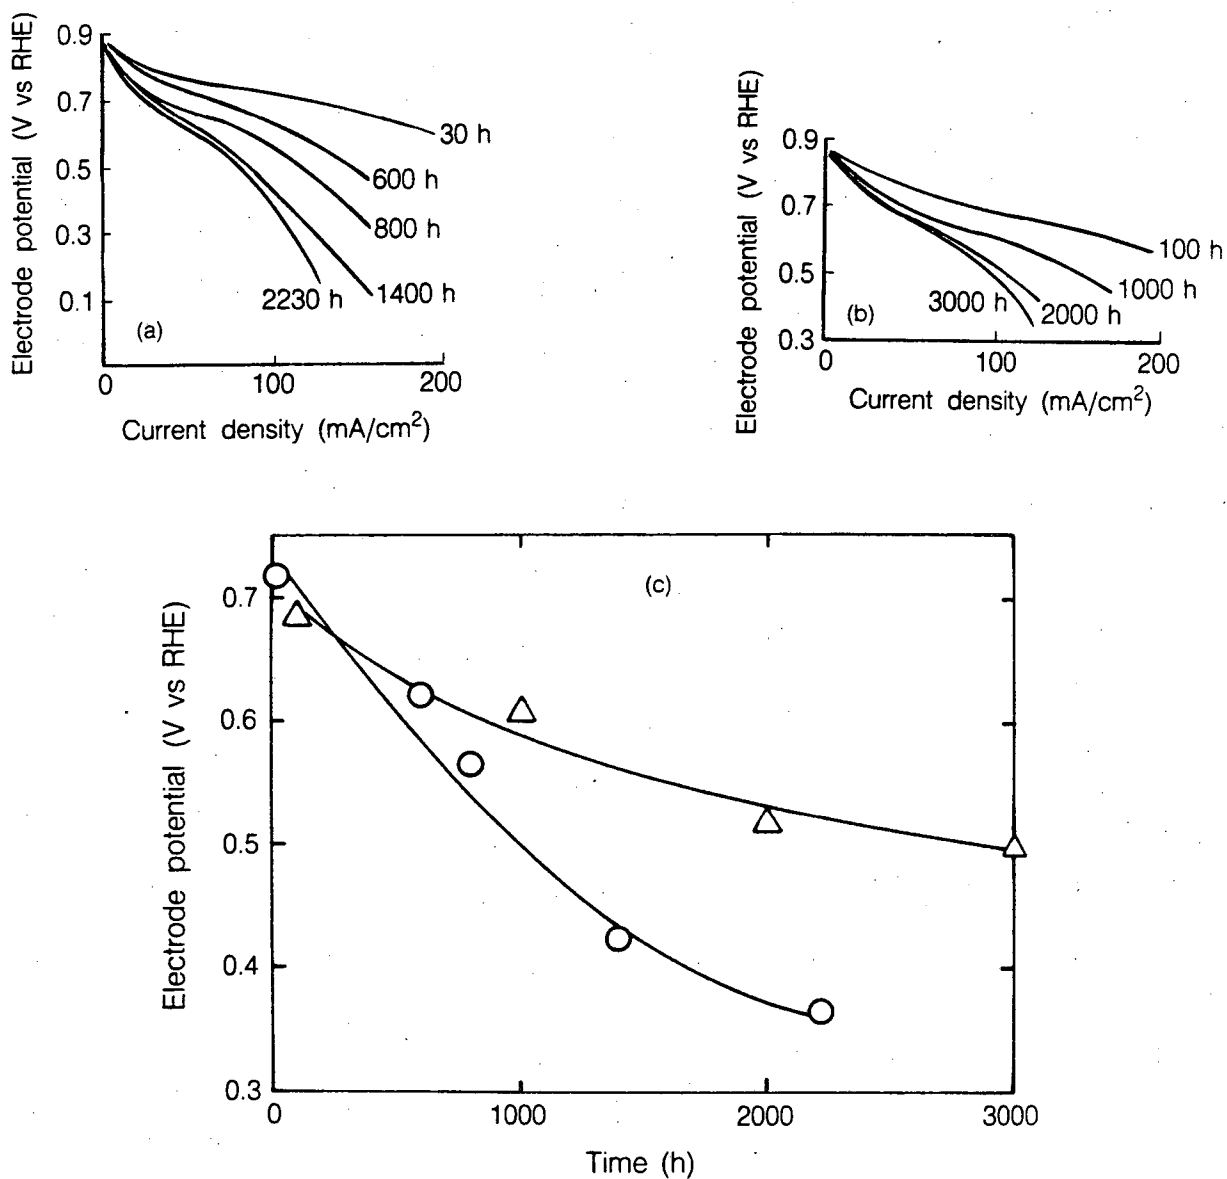 Electrode potential (V vs RHE)
0.9
0.7
0.5
0.3
0.1
30 h
600 h
800 h
1400 h
2230 h
(a)
0
100
200
Current density (mA/cm²)
Electrode potential (V vs RHE)
0.9
0.7
0.5
0.3
100 h
1000 h
2000 h
3000 h
(b)
0
100
200
Current density (mA/cm²)
Electrode potential (V vs RHE)
(c)
0.7
0.6
0.5
0.4
0.3
0
1000
2000
3000
Time (h)